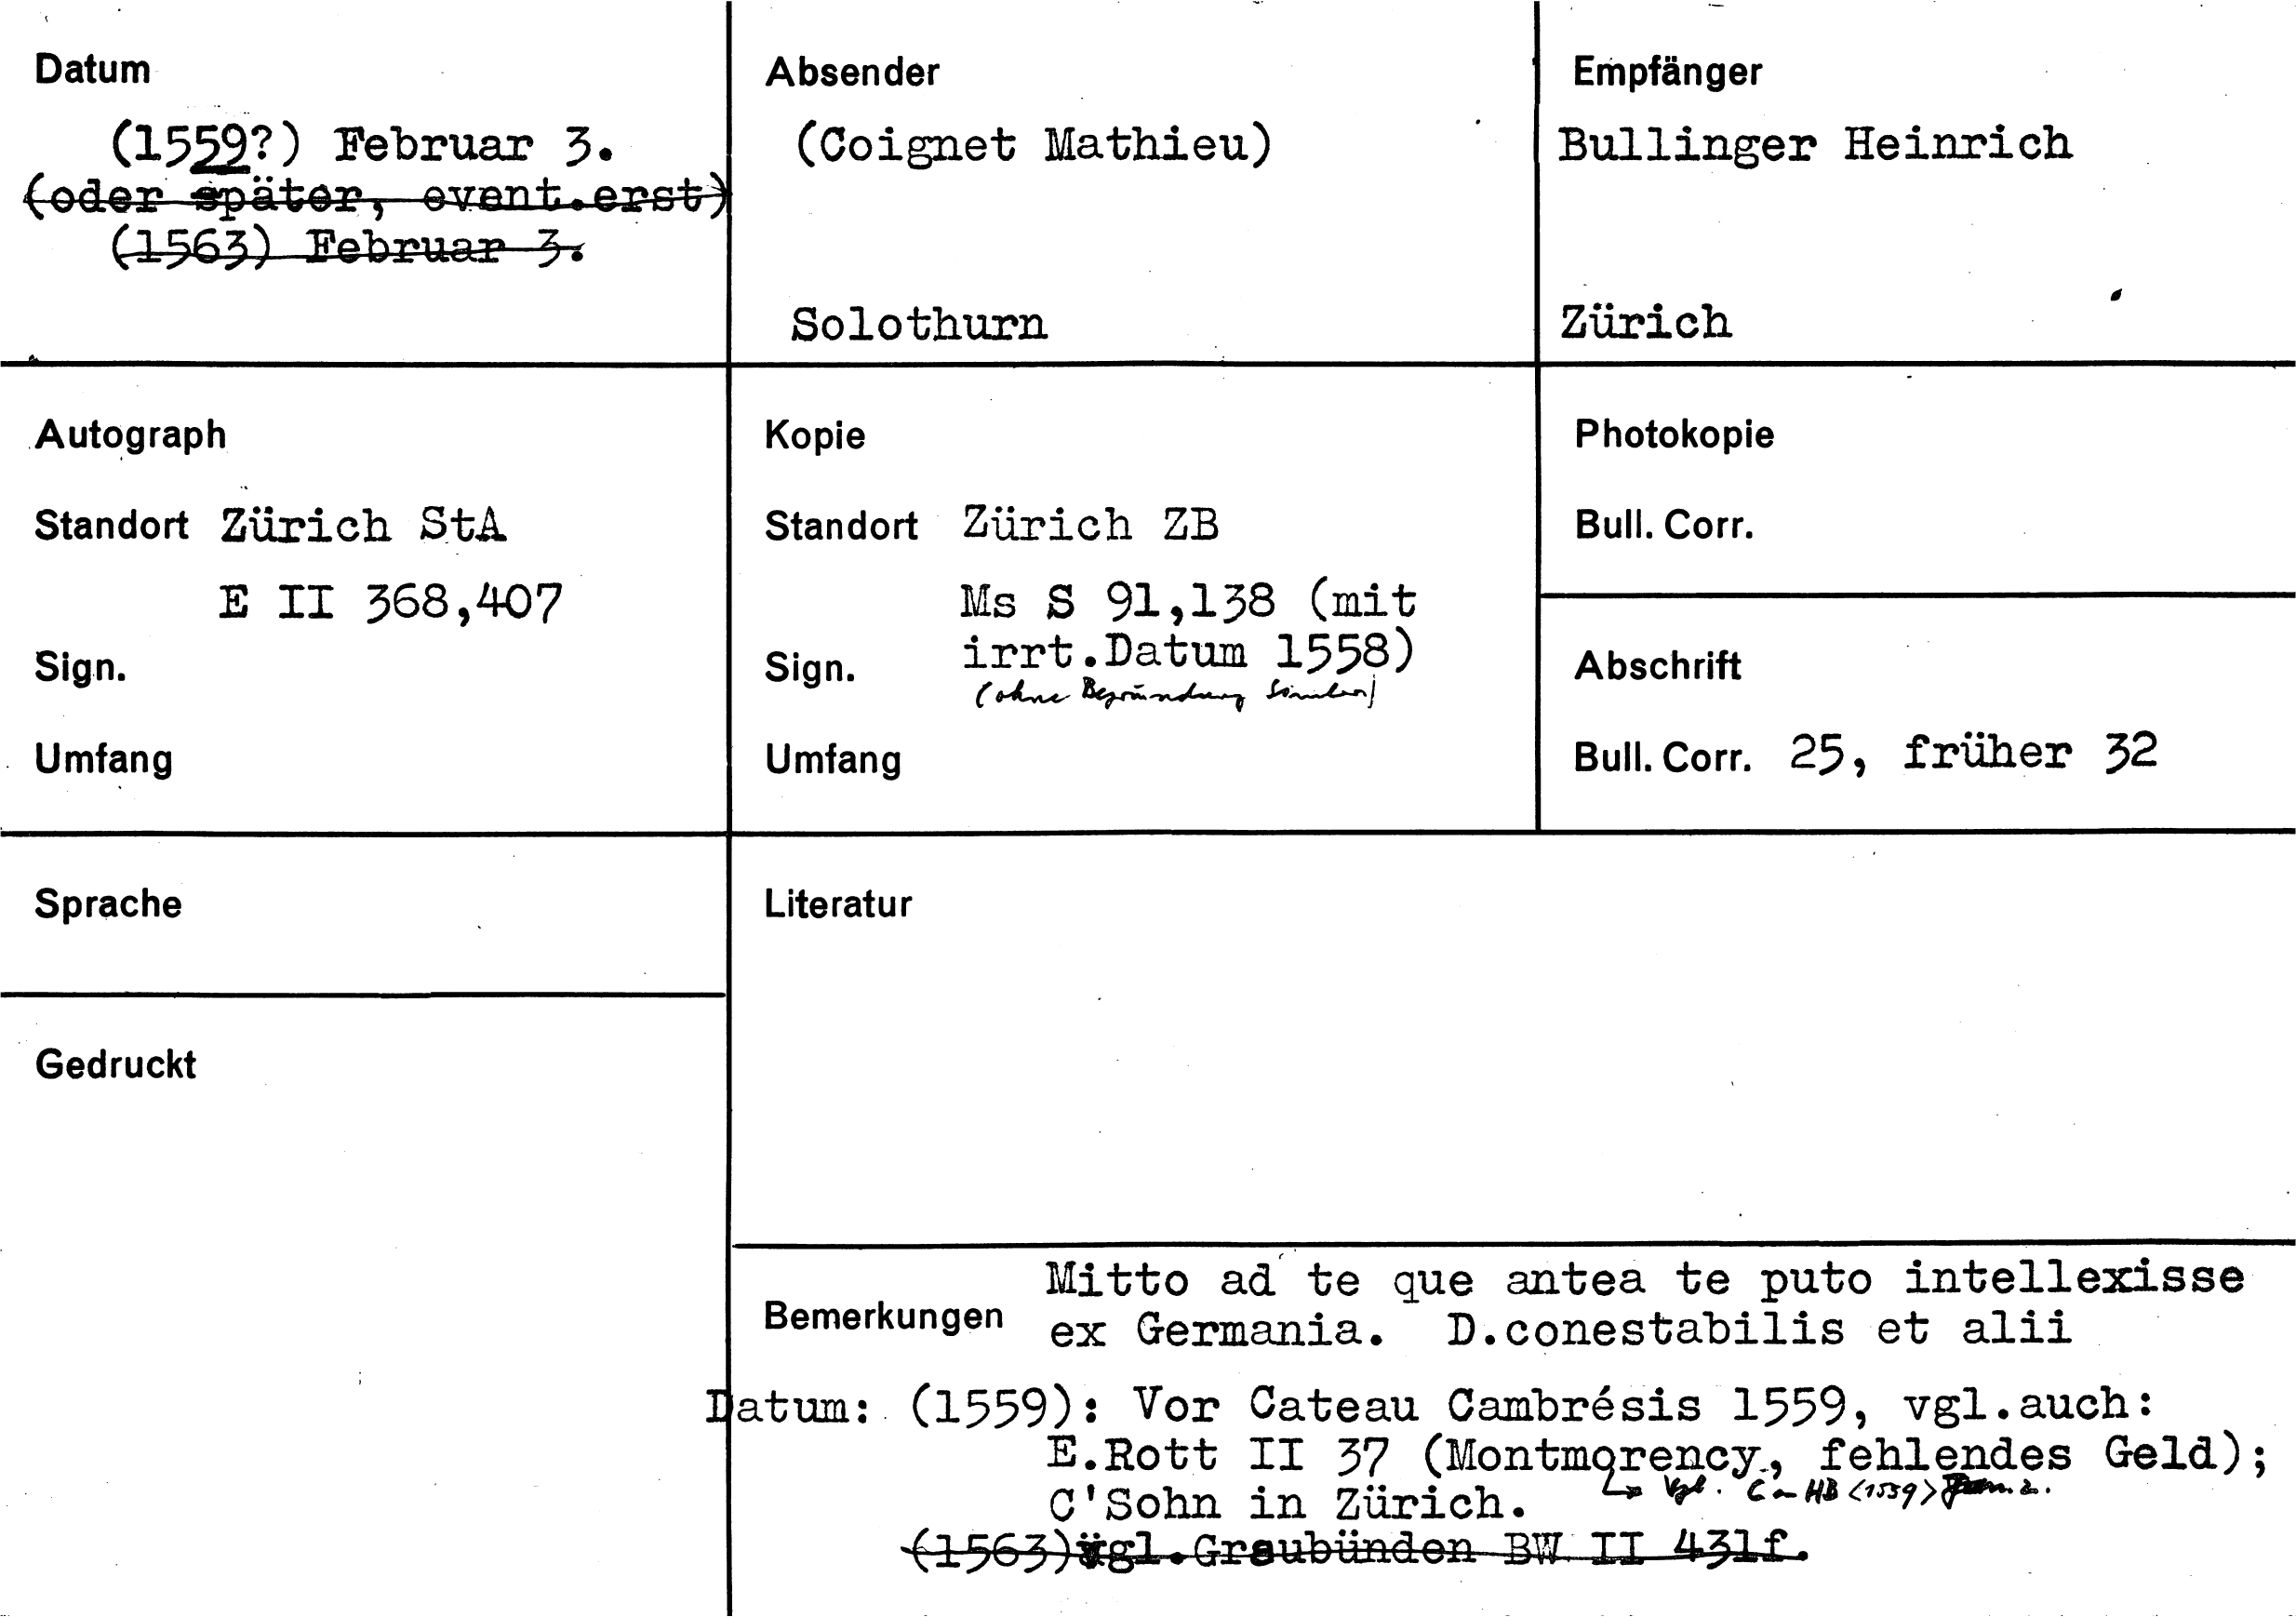 Datum
(1559?) Februar 3.
(oder später, event.erst)
(1563) Februar 3.
Absender
(Coignet Mathieu)
Solothurn
Empfänger
Bullinger Heinrich
Zürich
Autograph
Standort Zürich StA
E II 368,407
Sign.
Umfang
Kopie
Standort Zürich ZB
Ms S 91,138 (mit
irrt.Datum 1558)
Sign.
(ohne Begründung Simler)
Umfang
Photokopie
Bull. Corr.
Abschrift
Bull. Corr. 25, früher 32
Sprache
Gedruckt
Literatur
Bemerkungen
Mitto ad te que antea te puto intellexisse
ex Germania. D.conestabilis et alii
Datum: (1559): Vor Cateau Cambrésis 1559, vgl.auch:
E.Rott II 37 (Montmorency, fehlendes Geld);
C'Sohn in Zürich.
Vgl. C an HB <1559>
(1563)vgl.Graubünden BW II 431f.